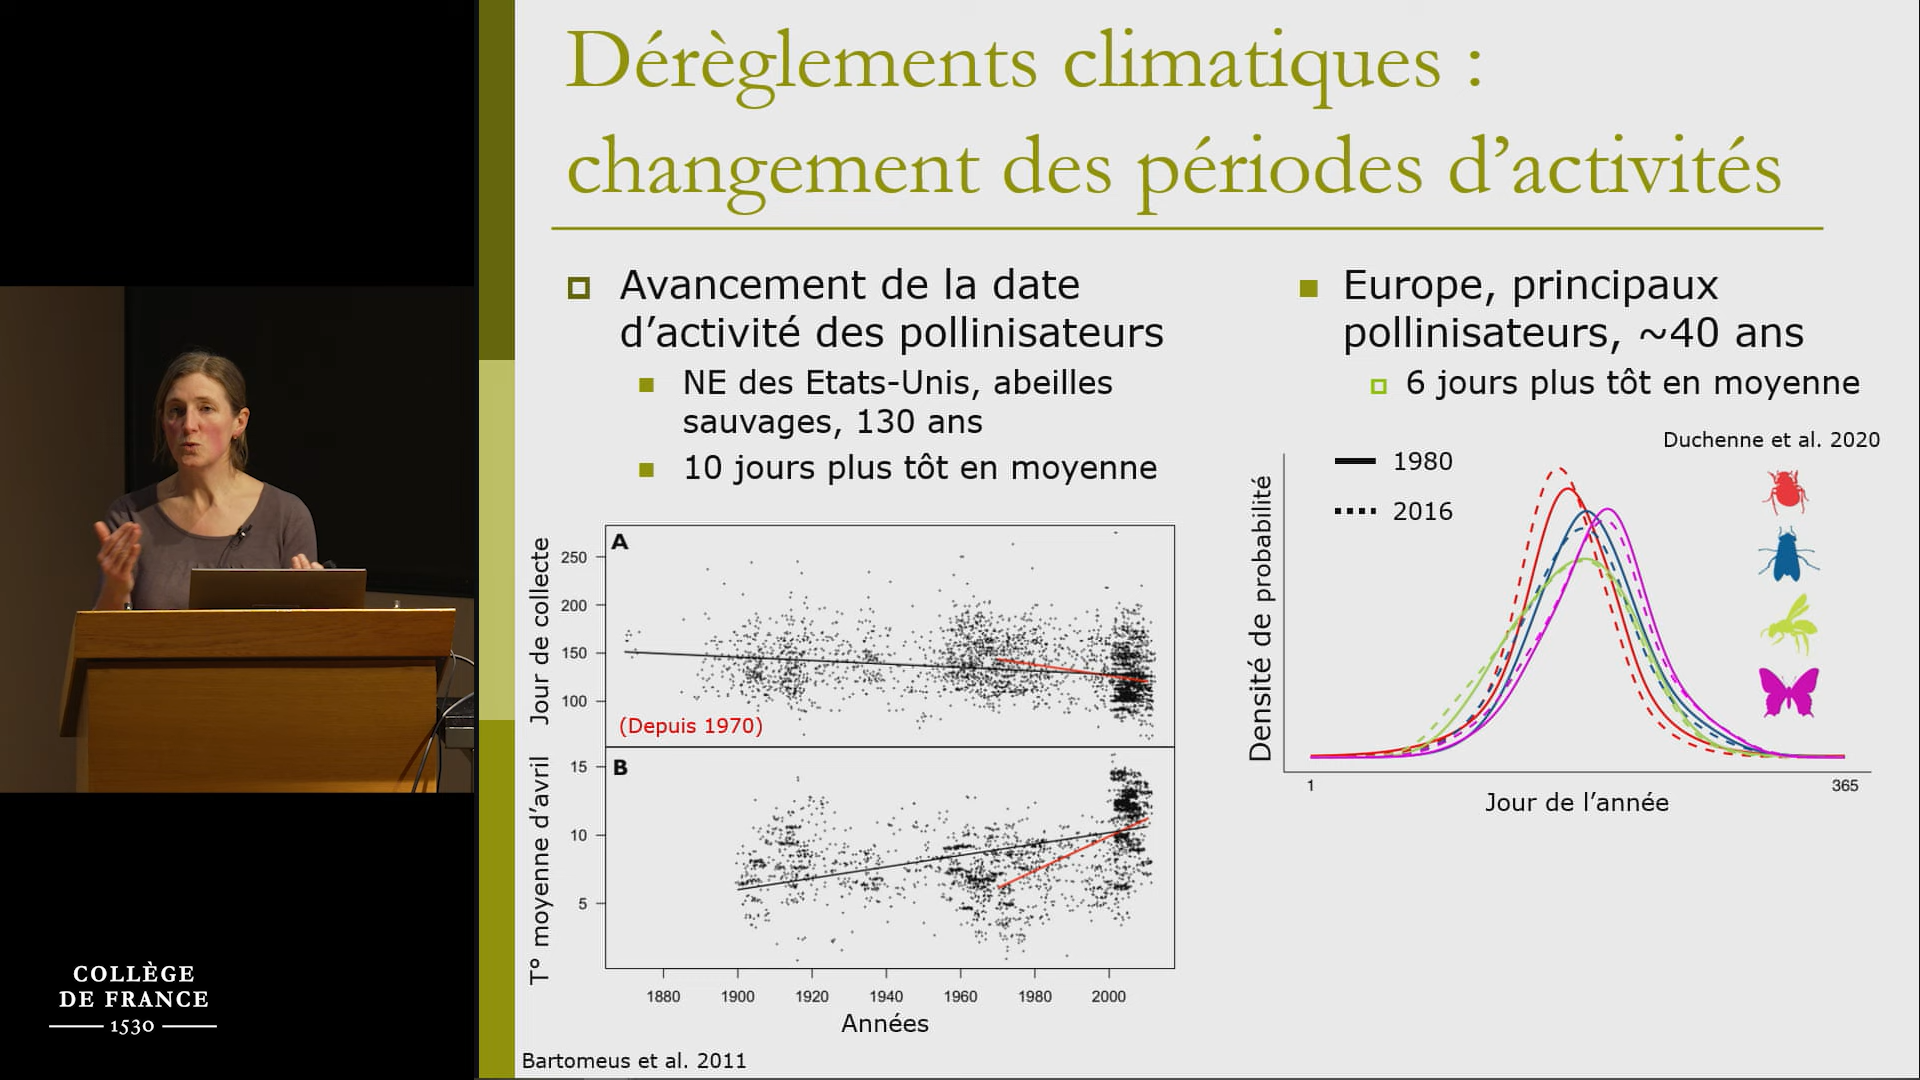 Dérèglements climatiques :
changement des périodes d’activités
Avancement de la date
d’activité des pollinisateurs
NE des Etats-Unis, abeilles
sauvages, 130 ans
10 jours plus tôt en moyenne
A
Jour de collecte
250
200
150
100
(Depuis 1970)
B
T° moyenne d’avril
15
10
5
1880 1900 1920 1940 1960 1980 2000
Années
Bartomeus et al. 2011
Europe, principaux
pollinisateurs, ~40 ans
6 jours plus tôt en moyenne
Duchenne et al. 2020
1980
2016
Densité de probabilité
1 365
Jour de l’année
COLLÈGE
DE FRANCE
1530